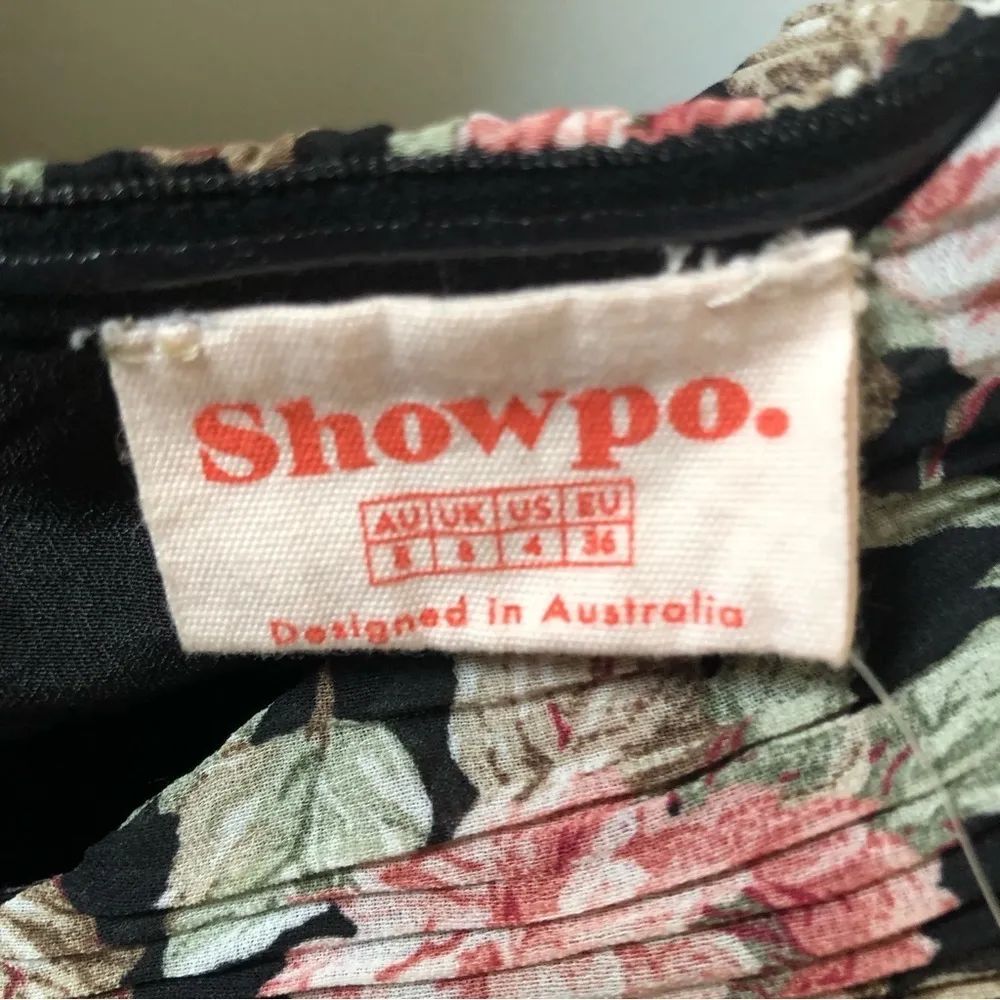 Showpo.
AU UK US EU
8 8 4 36
Designed in Australia